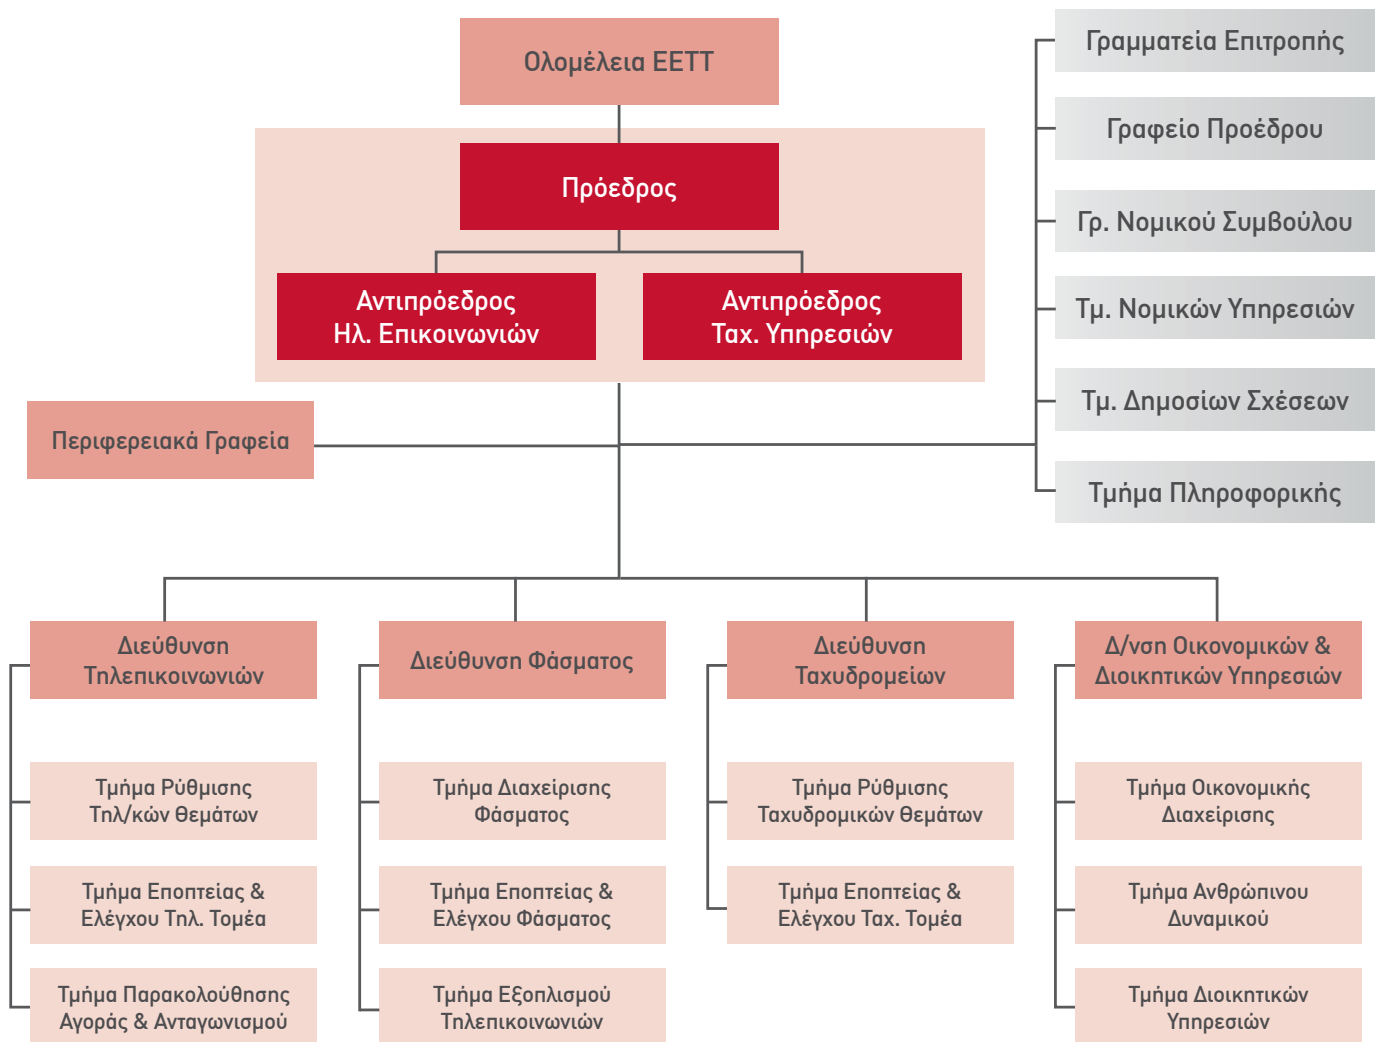 Ολομέλεια ΕΕΤΤ
Πρόεδρος
Αντιπρόεδρος
Ηλ. Επικοινωνιών
Αντιπρόεδρος
Ταχ. Υπηρεσιών
Γραμματεία Επιτροπής
Γραφείο Προέδρου
Γρ. Νομικού Συμβούλου
Τμ. Νομικών Υπηρεσιών
Τμ. Δημοσίων Σχέσεων
Τμήμα Πληροφορικής
Περιφερειακά Γραφεία
Διεύθυνση
Τηλεπικοινωνιών
Τμήμα Ρύθμισης
Τηλ/κών Θεμάτων
Τμήμα Εποπτείας &
Ελέγχου Τηλ. Τομέα
Τμήμα Παρακολούθησης
Αγοράς & Ανταγωνισμού
Διεύθυνση Φάσματος
Τμήμα Διαχείρισης
Φάσματος
Τμήμα Εποπτείας &
Ελέγχου Φάσματος
Τμήμα Εξοπλισμού
Τηλεπικοινωνιών
Διεύθυνση
Ταχυδρομείων
Τμήμα Ρύθμισης
Ταχυδρομικών Θεμάτων
Τμήμα Εποπτείας &
Ελέγχου Ταχ. Τομέα
Δ/νση Οικονομικών &
Διοικητικών Υπηρεσιών
Τμήμα Οικονομικής
Διαχείρισης
Τμήμα Ανθρώπινου
Δυναμικού
Τμήμα Διοικητικών
Υπηρεσιών